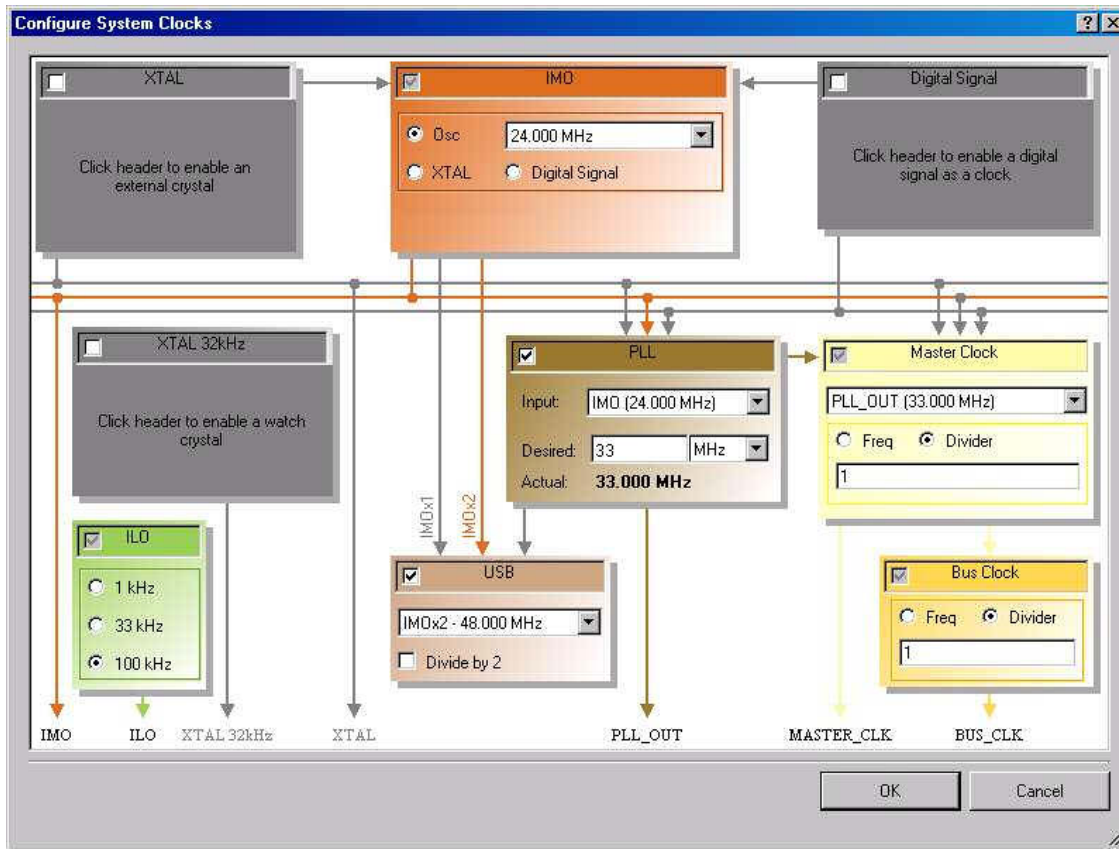 Configure System Clocks
XTAL
Click header to enable an
external crystal
IMO
Osc
24.000 MHz
XTAL
Digital Signal
Digital Signal
Click header to enable a digital
signal as a clock
XTAL 32kHz
Click header to enable a watch
crystal
PLL
Input:
IMO (24.000 MHz)
Desired:
33
MHz
Actual:
33.000 MHz
Master Clock
PLL_OUT (33.000 MHz)
Freq
Divider
1
IMOx1
IMOx2
ILO
1 kHz
33 kHz
100 kHz
USB
IMOx2 - 48.000 MHz
Divide by 2
Bus Clock
Freq
Divider
1
IMO
ILO
XTAL 32kHz
XTAL
PLL_OUT
MASTER_CLK
BUS_CLK
OK
Cancel